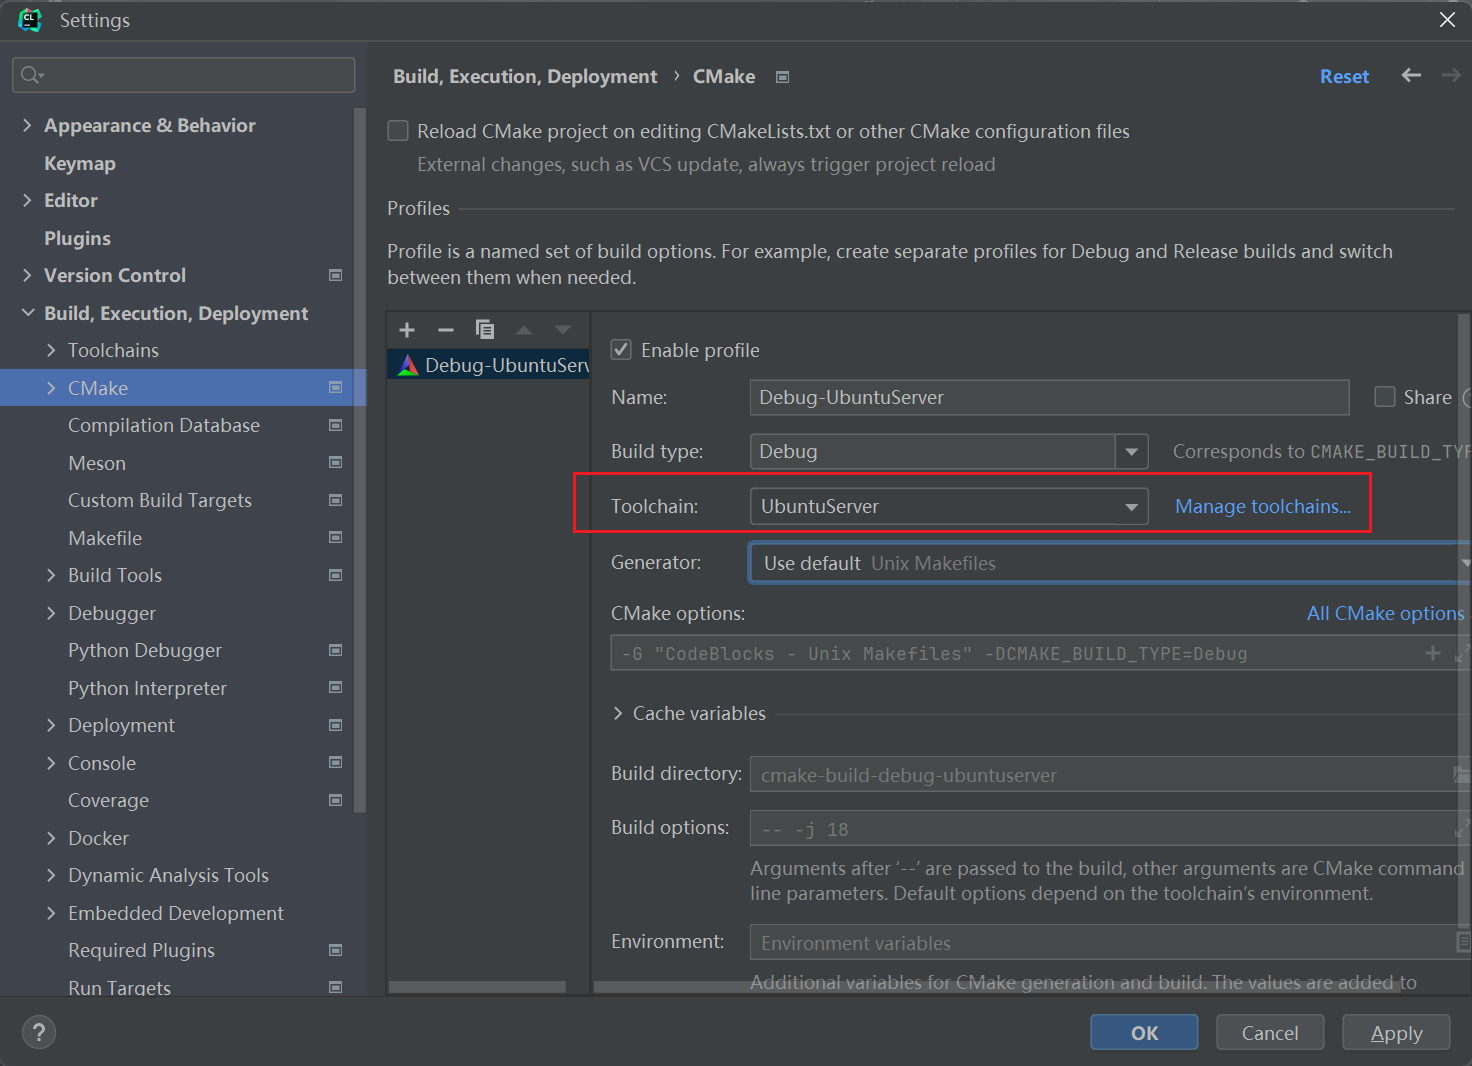 CL
Settings
Build, Execution, Deployment › CMake
Reset
Appearance & Behavior
Keymap
Editor
Plugins
Version Control
Build, Execution, Deployment
Toolchains
CMake
Compilation Database
Meson
Custom Build Targets
Makefile
Build Tools
Debugger
Python Debugger
Python Interpreter
Deployment
Console
Coverage
Docker
Dynamic Analysis Tools
Embedded Development
Required Plugins
Run Targets
Reload CMake project on editing CMakeLists.txt or other CMake configuration files
External changes, such as VCS update, always trigger project reload
Profiles
Profile is a named set of build options. For example, create separate profiles for Debug and Release builds and switch
between them when needed.
Debug-UbuntuServ
Enable profile
Name: Debug-UbuntuServer Share
Build type: Debug Corresponds to CMAKE_BUILD_TYP
Toolchain: UbuntuServer Manage toolchains...
Generator: Use default Unix Makefiles
CMake options: All CMake options
-G "CodeBlocks - Unix Makefiles" -DCMAKE_BUILD_TYPE=Debug
Cache variables
Build directory: cmake-build-debug-ubuntuserver
Build options: -- -j 18
Arguments after ‘--’ are passed to the build, other arguments are CMake command
line parameters. Default options depend on the toolchain’s environment.
Environment: Environment variables
Additional variables for CMake generation and build. The values are added to
?
OK
Cancel
Apply